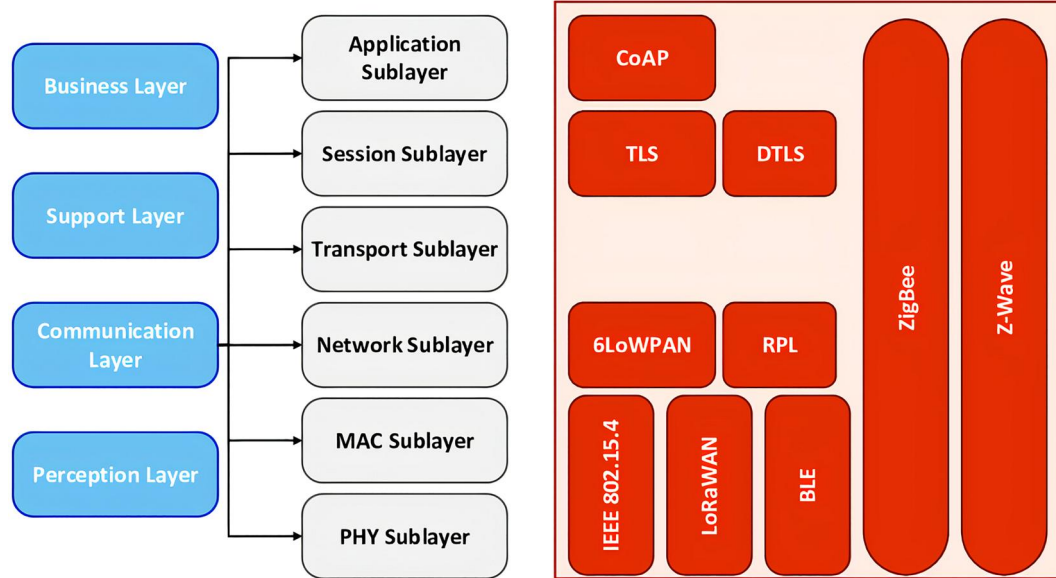 Business Layer
Support Layer
Communication
Layer
Perception Layer
Application
Sublayer
Session Sublayer
Transport Sublayer
Network Sublayer
MAC Sublayer
PHY Sublayer
CoAP
TLS
DTLS
6LoWPAN
RPL
IEEE 802.15.4
LoRaWAN
BLE
ZigBee
Z-Wave